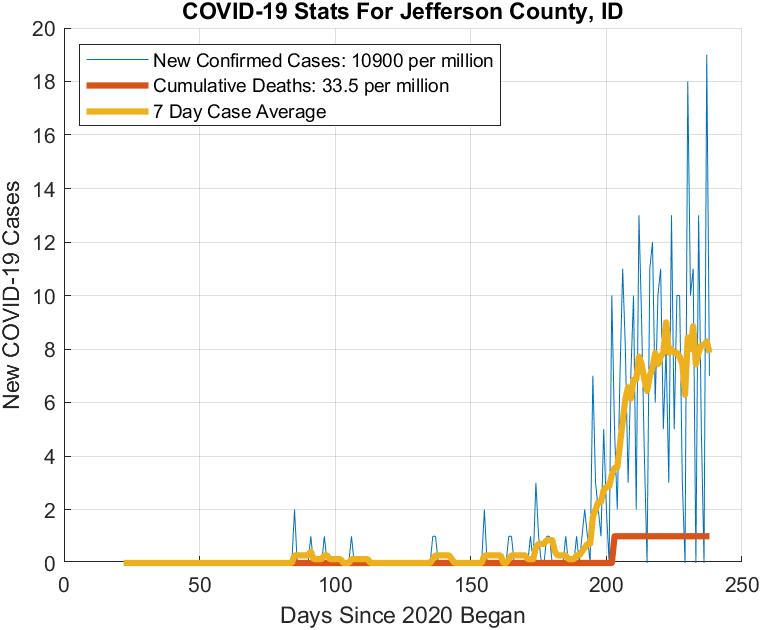 COVID-19 Stats For Jefferson County, ID
20
18
16
14
12
10
8
6
4
2
0
New Confirmed Cases: 10900 per million
Cumulative Deaths: 33.5 per million
7 Day Case Average
New COVID-19 Cases
0 50 100 150 200 250
Days Since 2020 Began